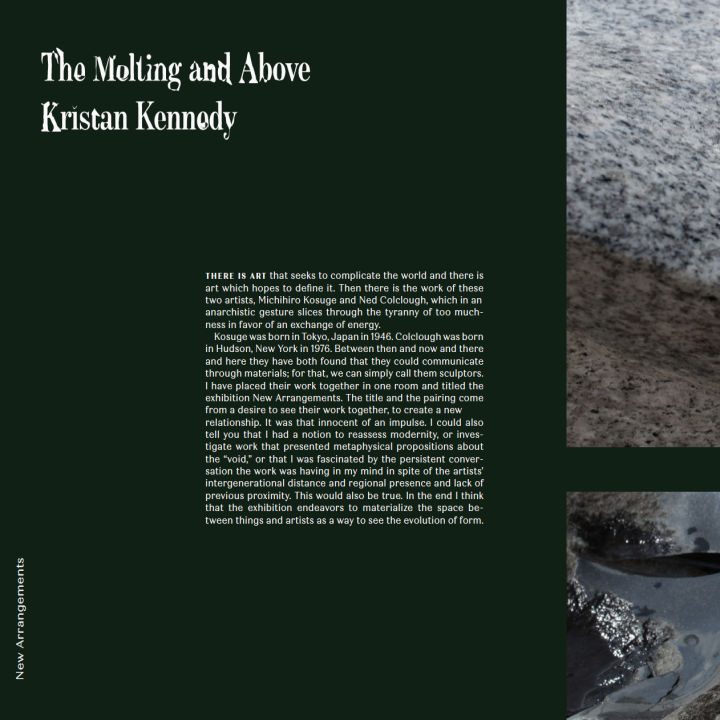 The Melting and Above
Kristan Kennedy
THERE IS ART that seeks to complicate the world and there is
art which hopes to define it. Then there is the work of these
two artists, Michihiro Kosuge and Ned Colclough, which in an
anarchistic gesture slices through the tyranny of too much-
ness in favor of an exchange of energy.
Kosuge was born in Tokyo, Japan in 1946. Colclough was born
in Hudson, New York in 1976. Between then and now and there
and here they have both found that they could communicate
through materials; for that, we can simply call them sculptors.
I have placed their work together in one room and titled the
exhibition New Arrangements. The title and the pairing come
from a desire to see their work together, to create a new
relationship. It was that innocent of an impulse. I could also
tell you that I had a notion to reassess modernity, or inves-
tigate work that presented metaphysical propositions about
the “void,” or that I was fascinated by the persistent conver-
sation the work was having in my mind in spite of the artists’
intergenerational distance and regional presence and lack of
previous proximity. This would also be true. In the end I think
that the exhibition endeavors to materialize the space be-
tween things and artists as a way to see the evolution of form.
New Arrangements